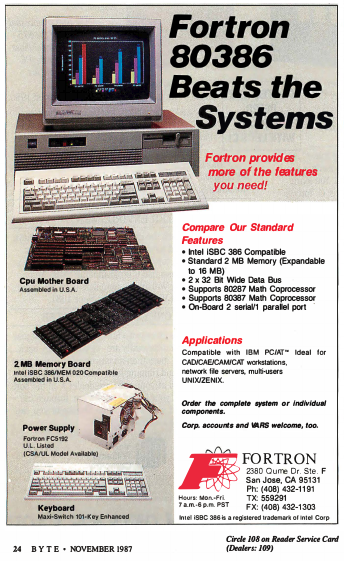 Fortron
80386
Beats the
Systems
Fortron provides
more of the features
you need!
Compare Our Standard
Features
• Intel iSBC 386 Compatible
• Standard 2 MB Memory (Expandable
to 16 MB)
• 2 x 32 Bit Wide Data Bus
• Supports 80287 Math Coprocessor
• Supports 80387 Math Coprocessor
• On-Board 2 serial/1 parallel port
Cpu Mother Board
Assembled in U.S.A.
2 MB Memory Board
Intel iSBC 386/MEM 020 Compatible
Assembled in U.S.A.
Power Supply
Fortron FC5192
U.L. Listed
(CSA/UL Model Available)
Keyboard
Maxi-Switch 101-Key Enhanced
Applications
Compatible with IBM PC/AT™ Ideal for
CAD/CAE/CAM/CAT workstations,
network file servers, multi-users
UNIX/ZENIX.
Order the complete system or individual
components.
Corp. accounts and VARS welcome, too.
FORTRON
2380 Qume Dr. Ste. F
San Jose, CA 95131
Ph: (408) 432-1191
TX: 559291
FX: (408) 432-1303
Hours: Mon.-Fri.
7 a.m.-6 p.m. PST
Intel iSBC 386 is a registered trademark of Intel Corp
24 BYTE • NOVEMBER 1987
Circle 108 on Reader Service Card
(Dealers: 109)